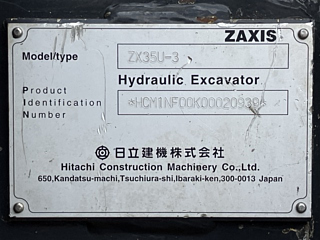 ZAXIS
Model/type ZX35U-3
Hydraulic Excavator
Product
Identification
Number
日立建機株式会社
Hitachi Construction Machinery Co.,Ltd.
650,Kandatsu-machi,Tsuchiura-shi,Ibaraki-ken,300-0013 Japan